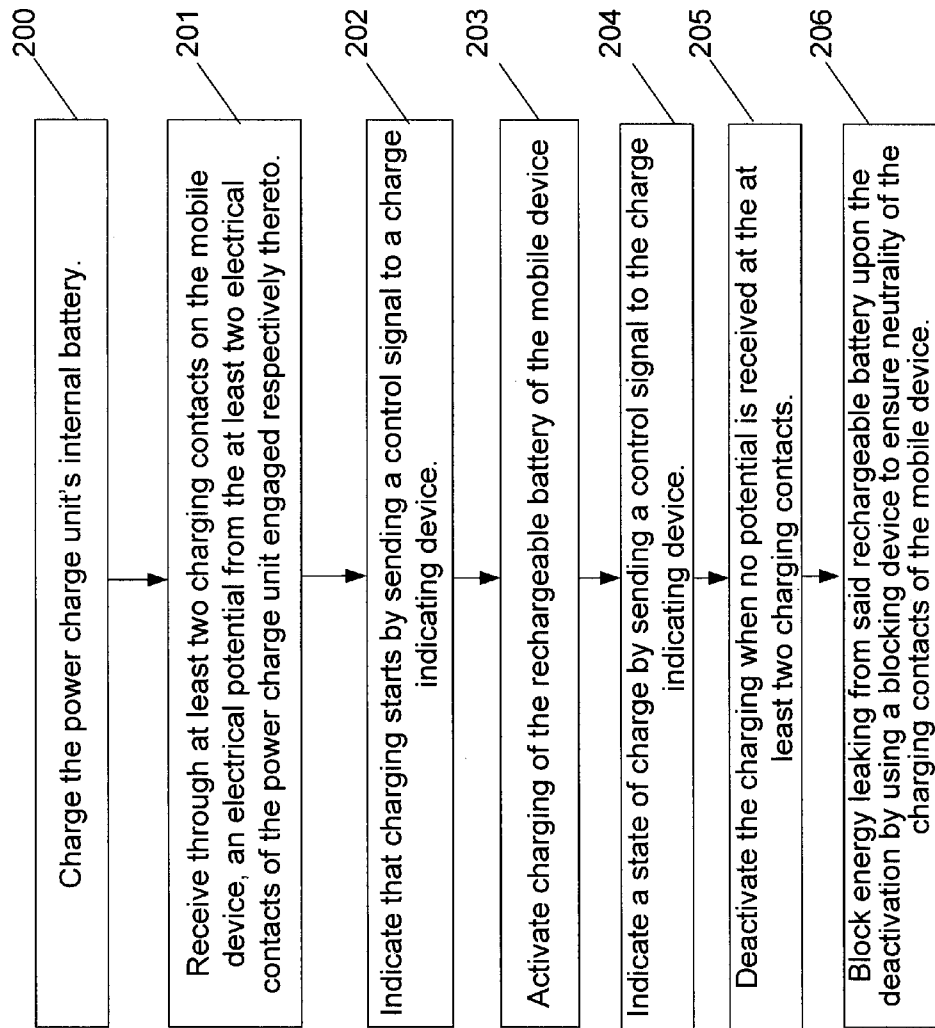 200
Charge the power charge unit's internal battery.
201
Receive through at least two charging contacts on the mobile
device, an electrical potential from the at least two electrical
contacts of the power charge unit engaged respectively thereto.
202
Indicate that charging starts by sending a control signal to a charge
indicating device.
203
Activate charging of the rechargeable battery of the mobile device
204
Indicate a state of charge by sending a control signal to the charge
indicating device.
205
Deactivate the charging when no potential is received at the at
least two charging contacts.
206
Block energy leaking from said rechargeable battery upon the
deactivation by using a blocking device to ensure neutrality of the
charging contacts of the mobile device.